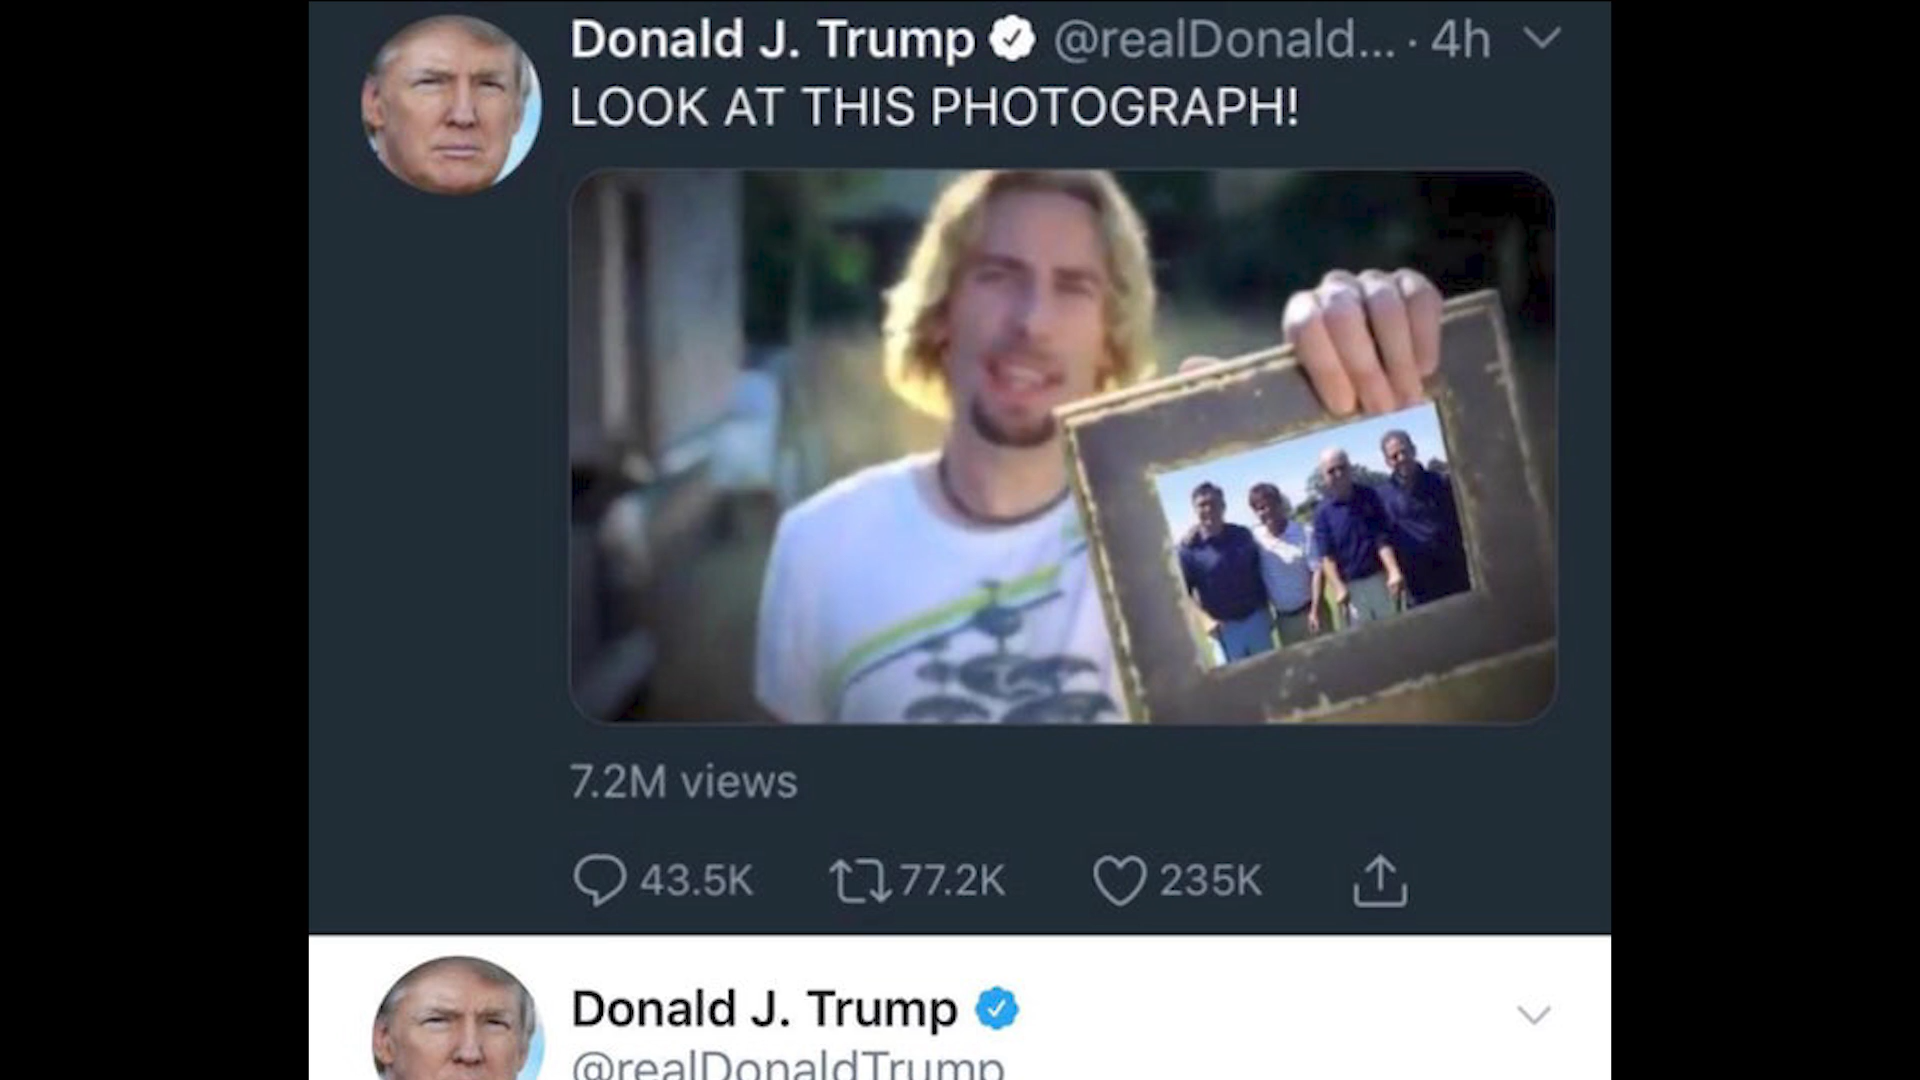 Donald J. Trump @realDonald... · 4h
LOOK AT THIS PHOTOGRAPH!
7.2M views
43.5K 77.2K 235K
Donald J. Trump
@realDonaldTrump